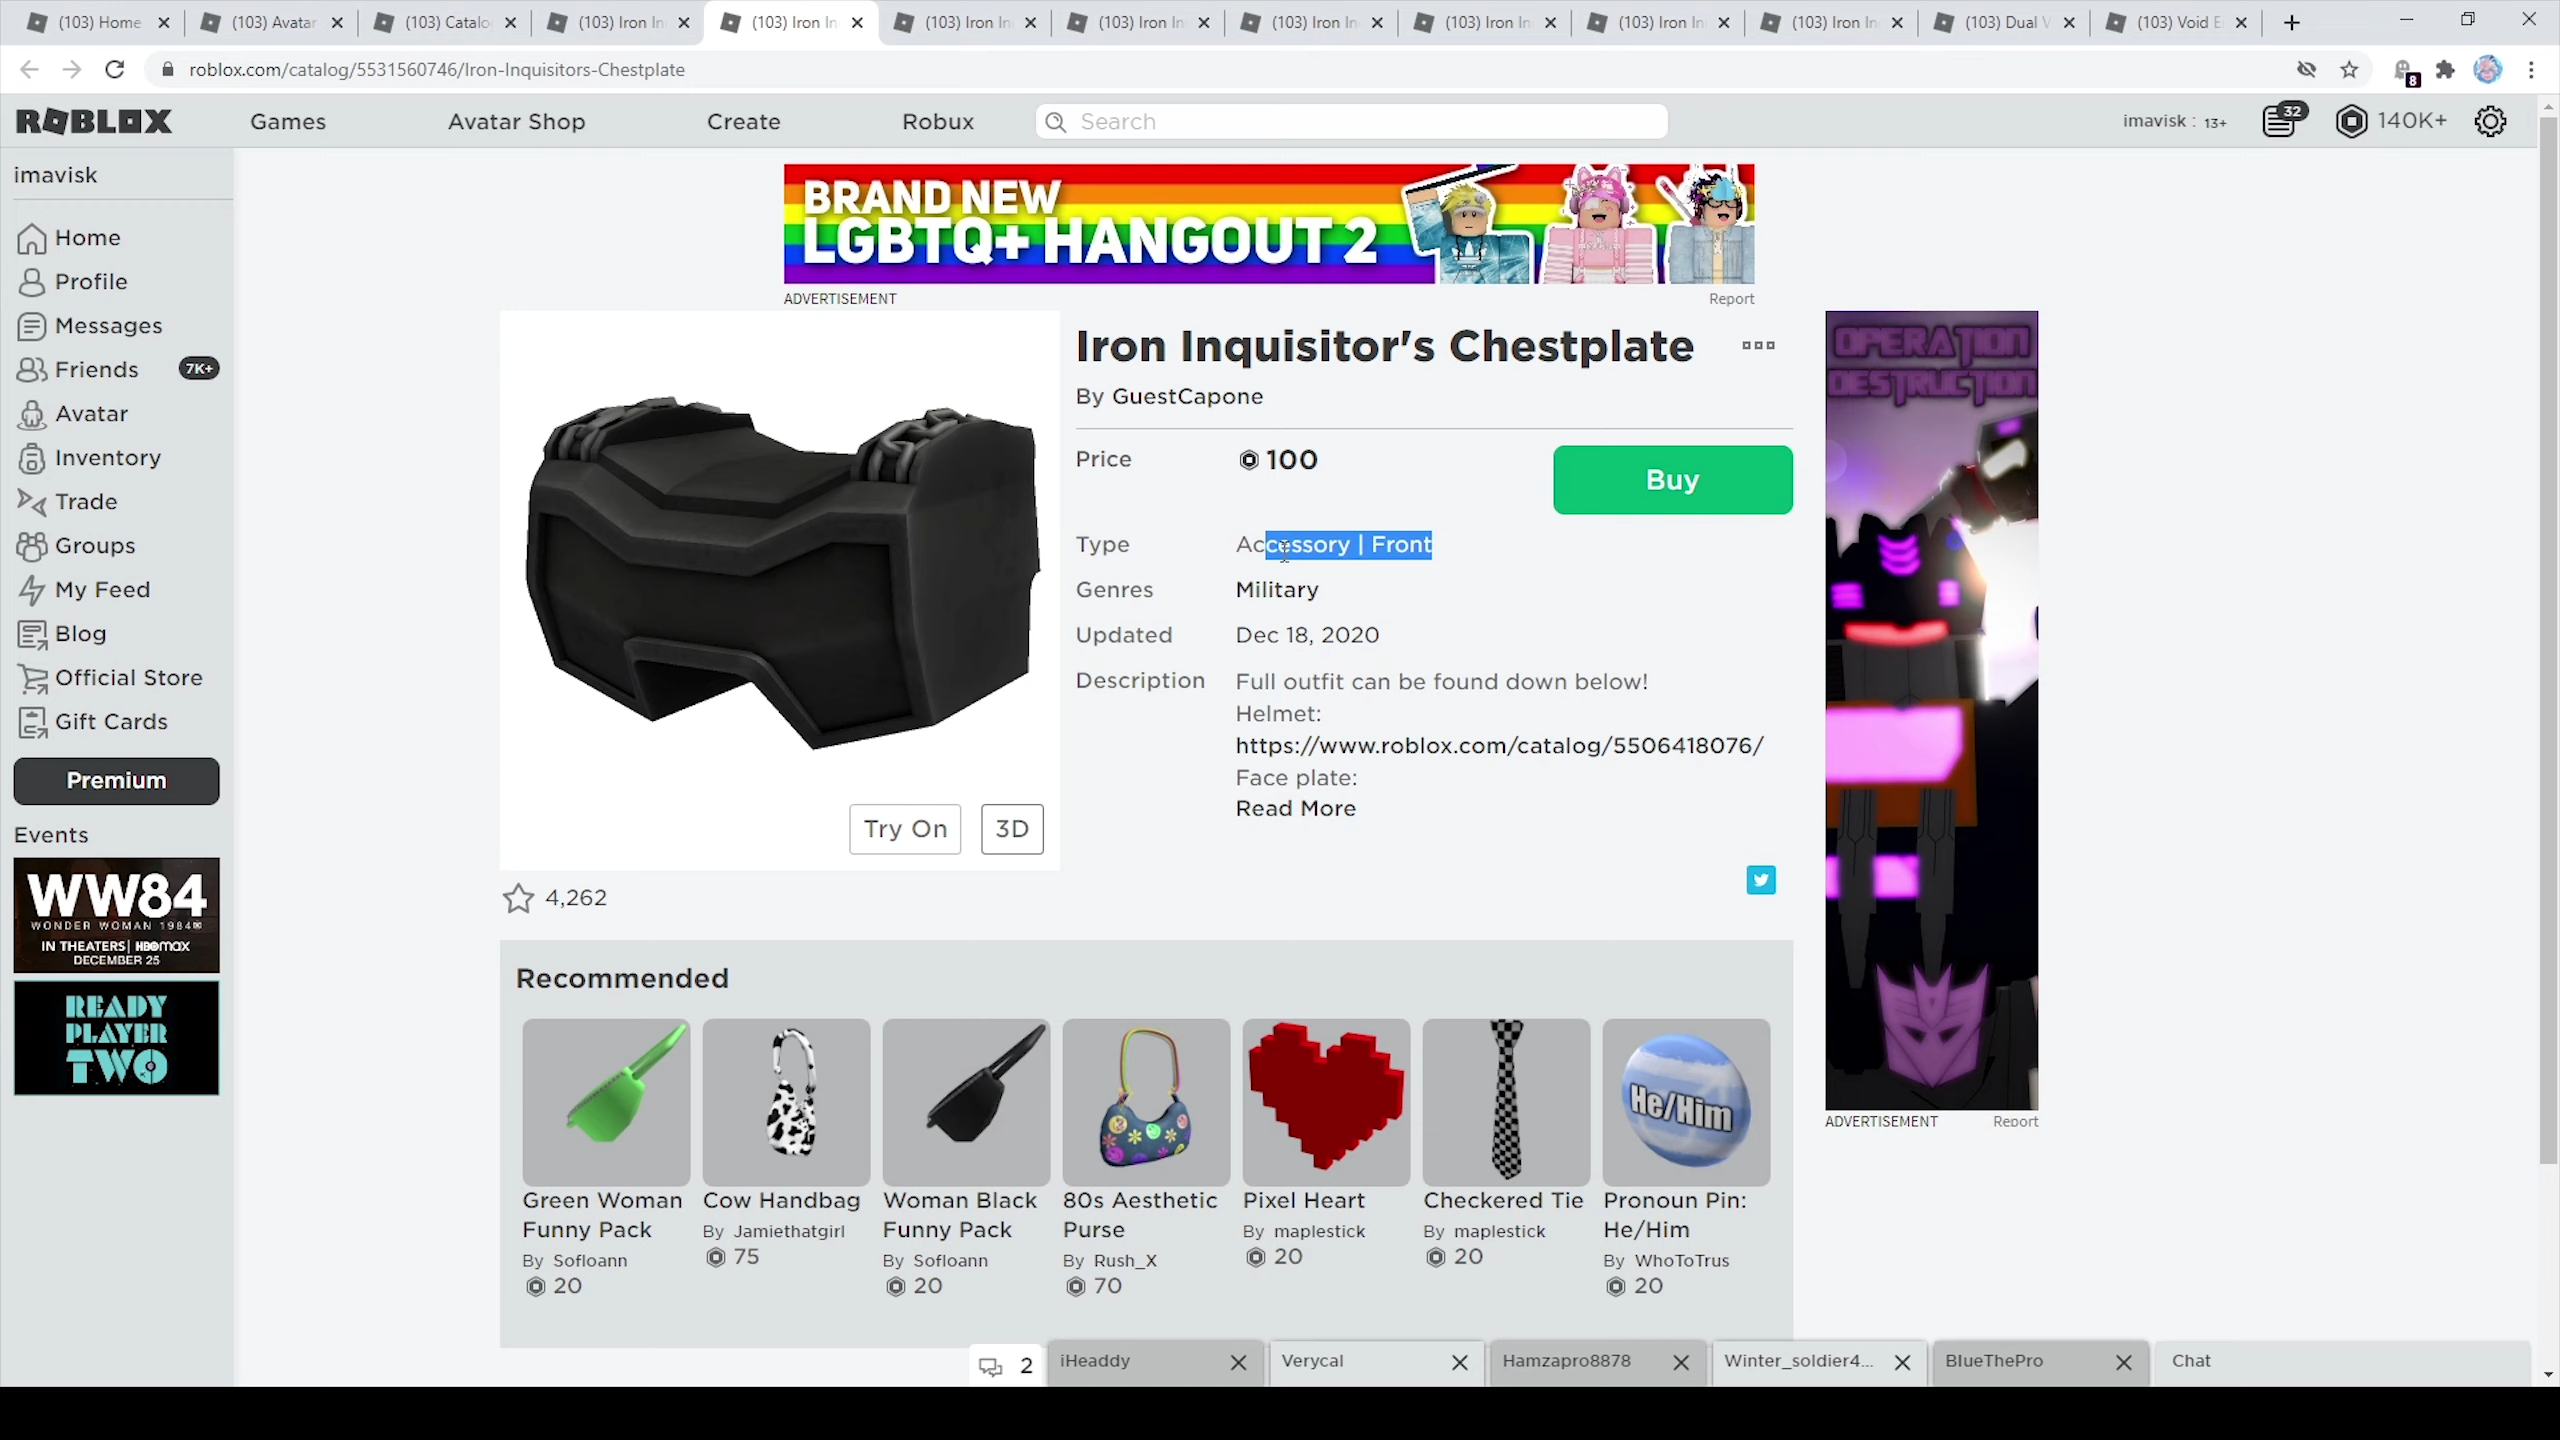 (103) Home
(103) Avatar
(103) Catalo
(103) Iron In
(103) Iron In
(103) Iron In
(103) Iron In
(103) Iron In
(103) Iron In
(103) Iron In
(103) Iron In
(103) Dual V
(103) Void E
roblox.com/catalog/5531560746/Iron-Inquisitors-Chestplate
8
ROBLOX
Games
Avatar Shop
Create
Robux
Search
imavisk : 13+
32
140K+
imavisk
Home
Profile
Messages
Friends
7K+
Avatar
Inventory
Trade
Groups
My Feed
Blog
Official Store
Gift Cards
Premium
Events
WW84
WONDER WOMAN 1984
IN THEATERS | HBOmax
DECEMBER 25
READY
PLAYER
TWO
BRAND NEW
LGBTQ+ HANGOUT 2
ADVERTISEMENT
Report
Iron Inquisitor's Chestplate
By GuestCapone
Price
100
Buy
Type
Accessory | Front
Genres
Military
Updated
Dec 18, 2020
Description
Full outfit can be found down below!
Helmet:
https://www.roblox.com/catalog/5506418076/
Face plate:
Read More
Try On
3D
4,262
OPERATION
DESTRUCTION
ADVERTISEMENT
Report
Recommended
Green Woman
Funny Pack
By Sofloann
20
Cow Handbag
By Jamiethatgirl
75
Woman Black
Funny Pack
By Sofloann
20
80s Aesthetic
Purse
By Rush_X
70
Pixel Heart
By maplestick
20
Checkered Tie
By maplestick
20
He/Him
Pronoun Pin:
He/Him
By WhoToTrus
20
2
iHeaddy
Verycal
Hamzapro8878
Winter_soldier4...
BlueThePro
Chat